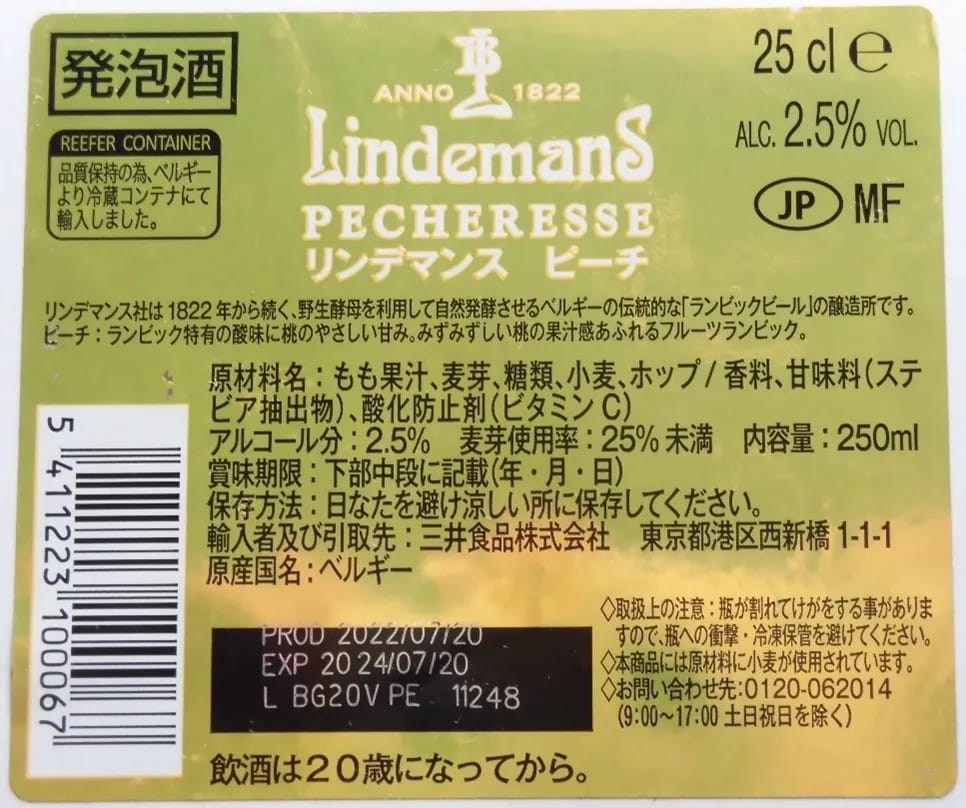 発泡酒
REEFER CONTAINER
品質保持の為、ベルギー
より冷蔵コンテナにて
輸入しました。
ANNO 1822
Lindemans
PECHERESSE
リンデマンス ピーチ
25 cl ℮
ALC. 2.5% VOL.
JP MF
リンデマンス社は1822年から続く、野生酵母を利用して自然発酵させるベルギーの伝統的な「ランビックビール」の醸造所です。
ピーチ：ランビック特有の酸味に桃のやさしい甘み。みずみずしい桃の果汁感あふれるフルーツランビック。
原材料名：もも果汁、麦芽、糖類、小麦、ホップ/香料、甘味料（ステ
ビア抽出物）、酸化防止剤（ビタミンC）
アルコール分：2.5% 麦芽使用率：25%未満 内容量：250ml
賞味期限：下部中段に記載（年・月・日）
保存方法：日なたを避け涼しい所に保存してください。
輸入者及び引取先：三井食品株式会社 東京都港区西新橋1-1-1
原産国名：ベルギー
5 411223 100067
PROD 2022/07/20
EXP 2024/07/20
L BG20V PE 11248
◇取扱上の注意：瓶が割れてけがをする事がありま
すので、瓶への衝撃・冷凍保管を避けてください。
◇本商品には原材料に小麦が使用されています。
◇お問い合わせ先：0120-062014
（9:00～17:00 土日祝日を除く）
飲酒は20歳になってから。